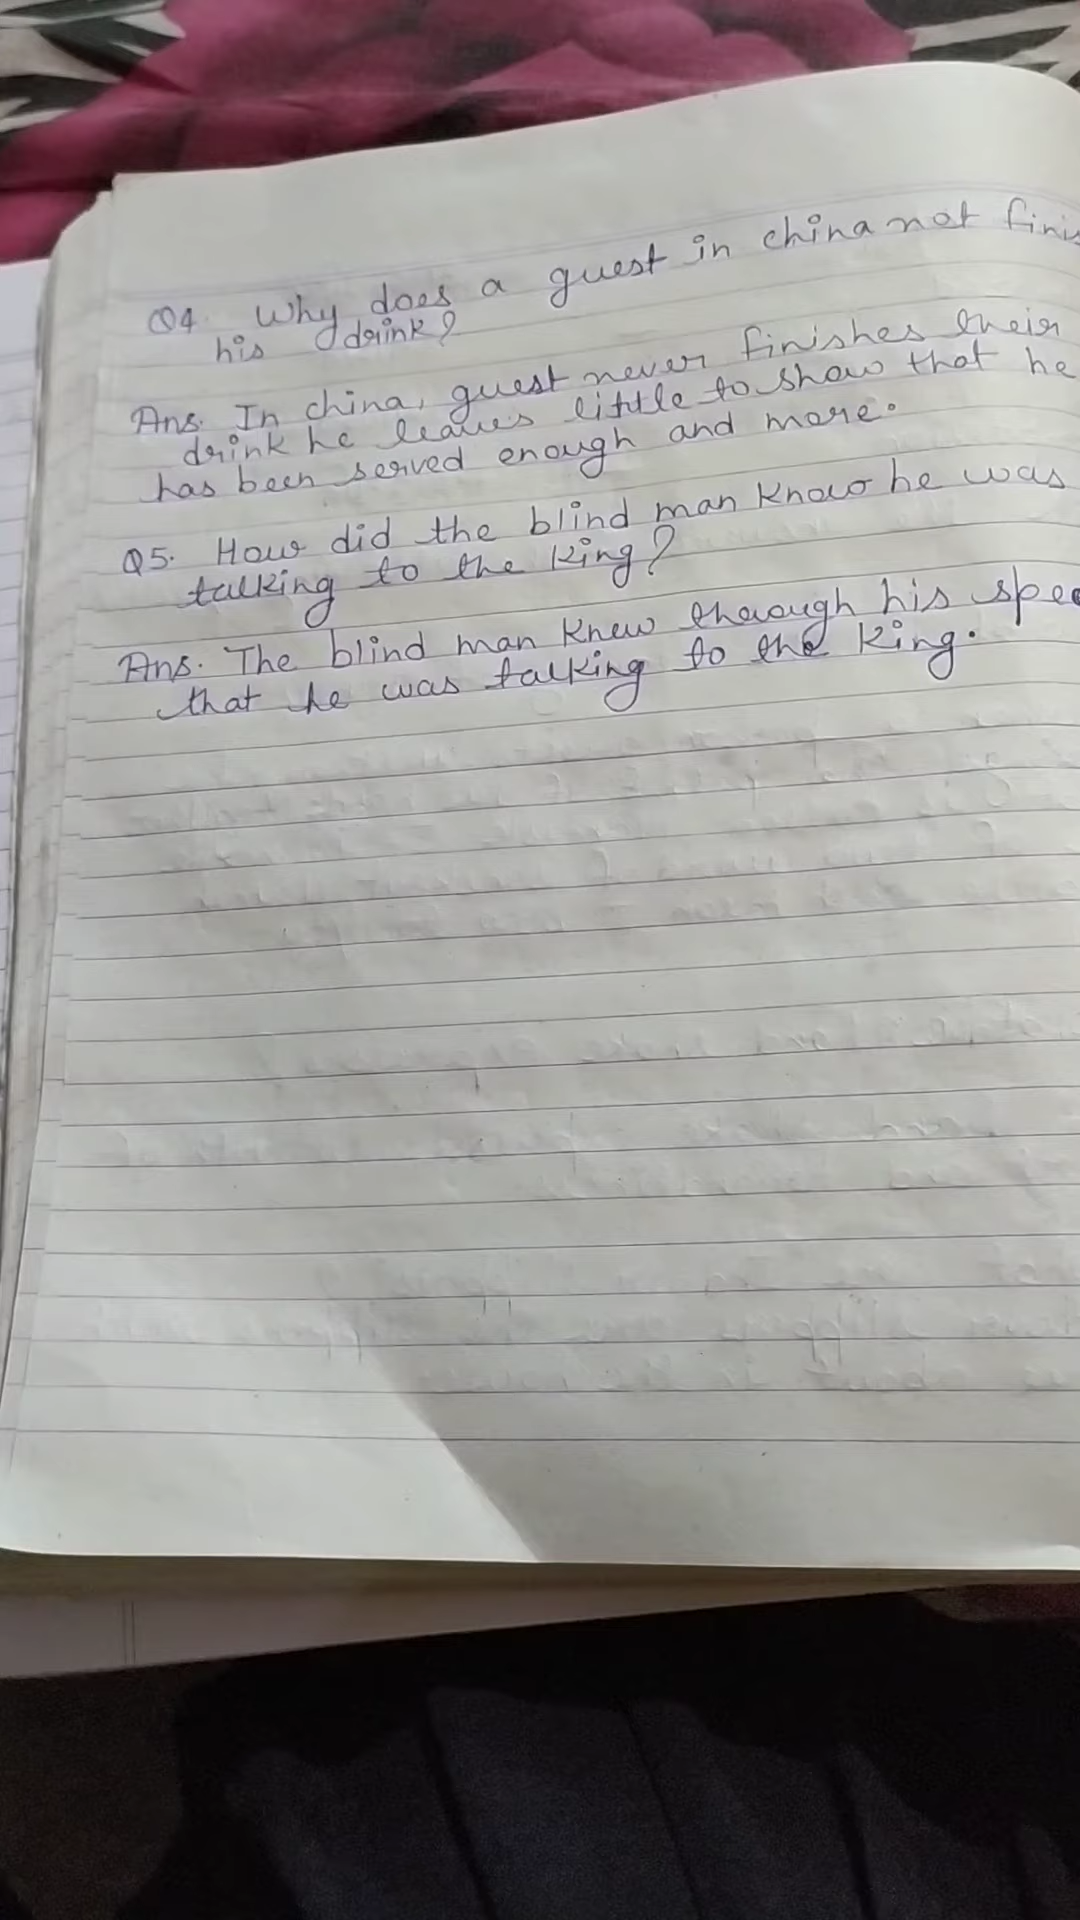 Q4. Why does a guest in china not
his drink?
Ans. In china, guest never finishes their
drink he leaves little to show that he
has been served enough and more.
Q5. How did the blind man know he was
talking to the king?
Ans. The blind man knew through his
that he was talking to the king.